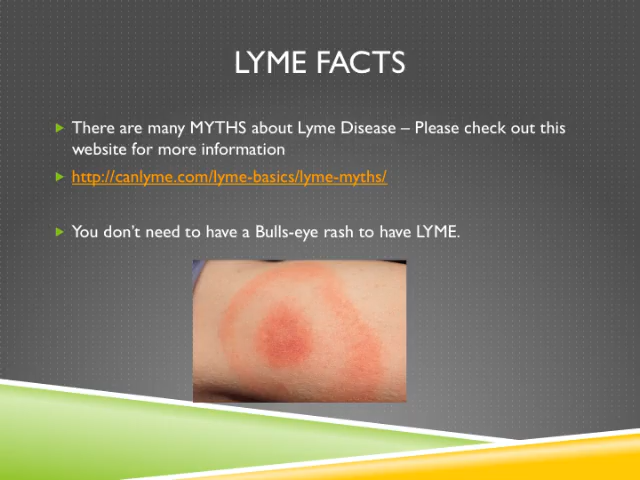 LYME FACTS
There are many MYTHS about Lyme Disease – Please check out this
website for more information
http://canlyme.com/lyme-basics/lyme-myths/
You don't need to have a Bulls-eye rash to have LYME.